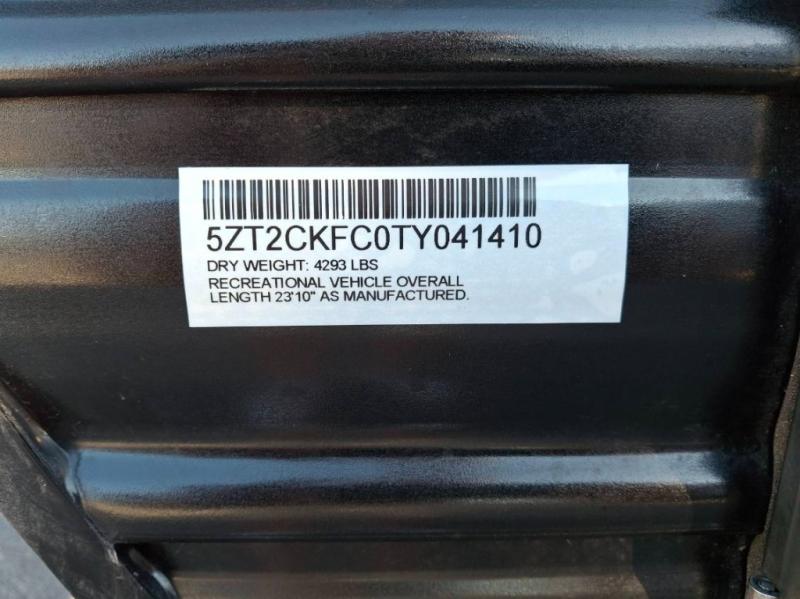 5ZT2CKFC0TY041410
DRY WEIGHT: 4293 LBS
RECREATIONAL VEHICLE OVERALL
LENGTH 23'10" AS MANUFACTURED.